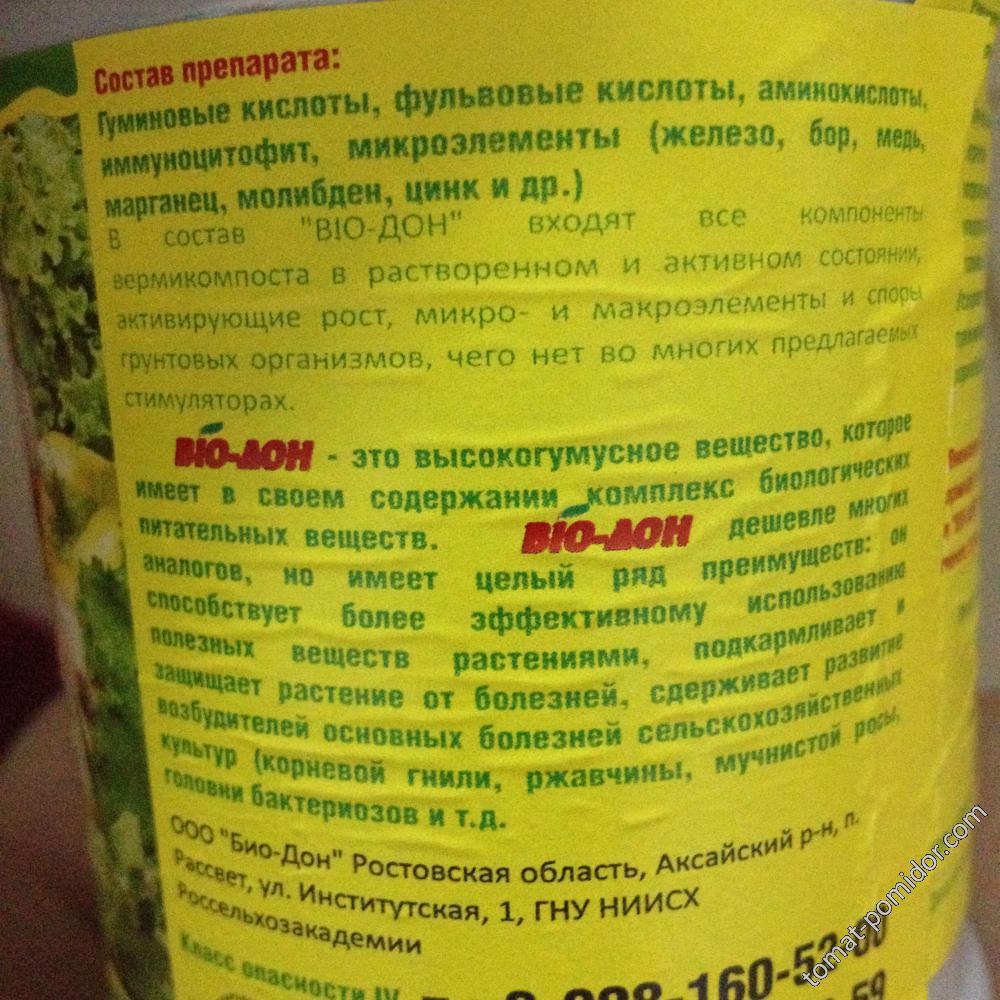 Состав препарата:
Гуминовые кислоты, фульвовые кислоты, аминокислоты,
иммуноцитофит, микроэлементы (железо, бор, медь,
марганец, молибден, цинк и др.)
В состав "BIO-ДОН" входят все компоненты
вермикомпоста в растворенном и активном состоянии,
активирующие рост, микро- и макроэлементы и споры
грунтовых организмов, чего нет во многих предлагаемых
стимуляторах.
BIO-ДОН - это высокогумусное вещество, которое
имеет в своем содержании комплекс биологических
питательных веществ. BIO-ДОН дешевле многих
аналогов, но имеет целый ряд преимуществ: он
способствует более эффективному использованию
полезных веществ растениями, подкармливает и
защищает растение от болезней, сдерживает развитие
возбудителей основных болезней сельскохозяйственных
культур (корневой гнили, ржавчины, мучнистой росы,
головни бактериозов и т.д.
ООО "Био-Дон" Ростовская область, Аксайский р-н, п.
Рассвет, ул. Институтская, 1, ГНУ НИИСХ
Россельхозакадемии
Класс опасности IV
tomat-pomidor.com